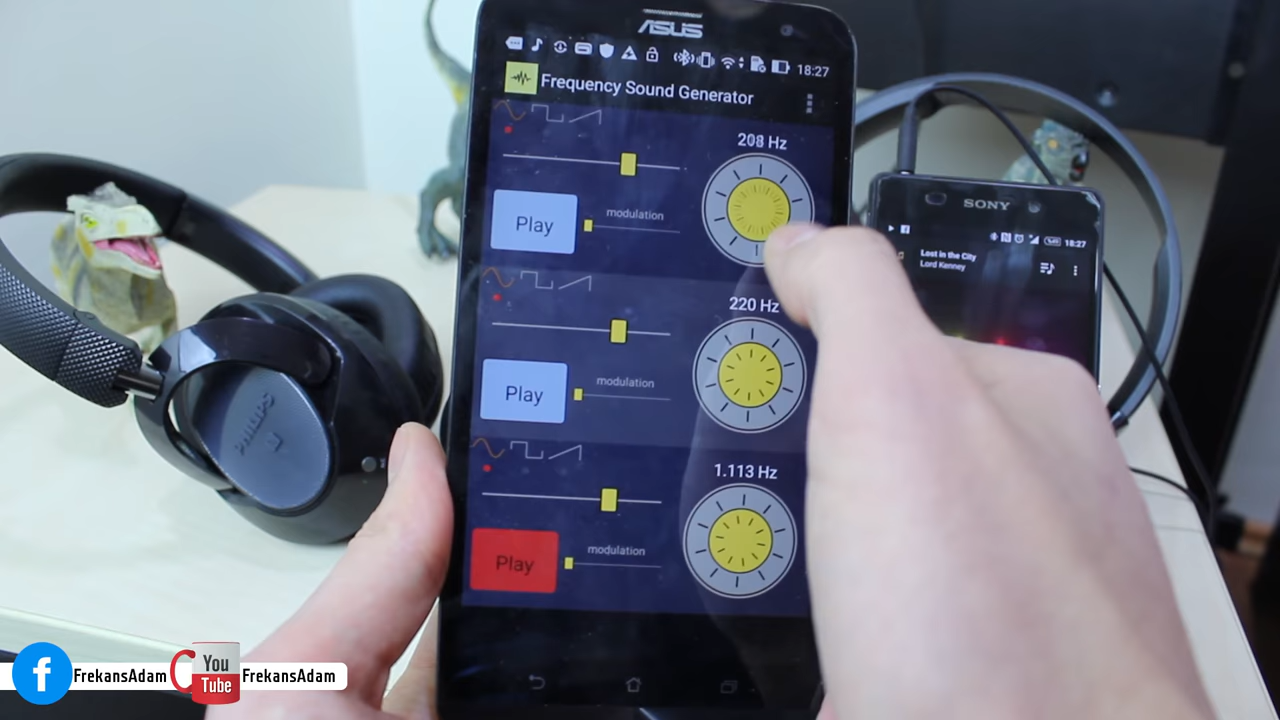 ASUS
18:27
Frequency Sound Generator
208 Hz
Play
modulation
220 Hz
Play
modulation
1.113 Hz
Play
modulation
PHILIPS
SONY
18:27
Lost in the City
Lord Kenney
f FrekansAdam
You
Tube
FrekansAdam